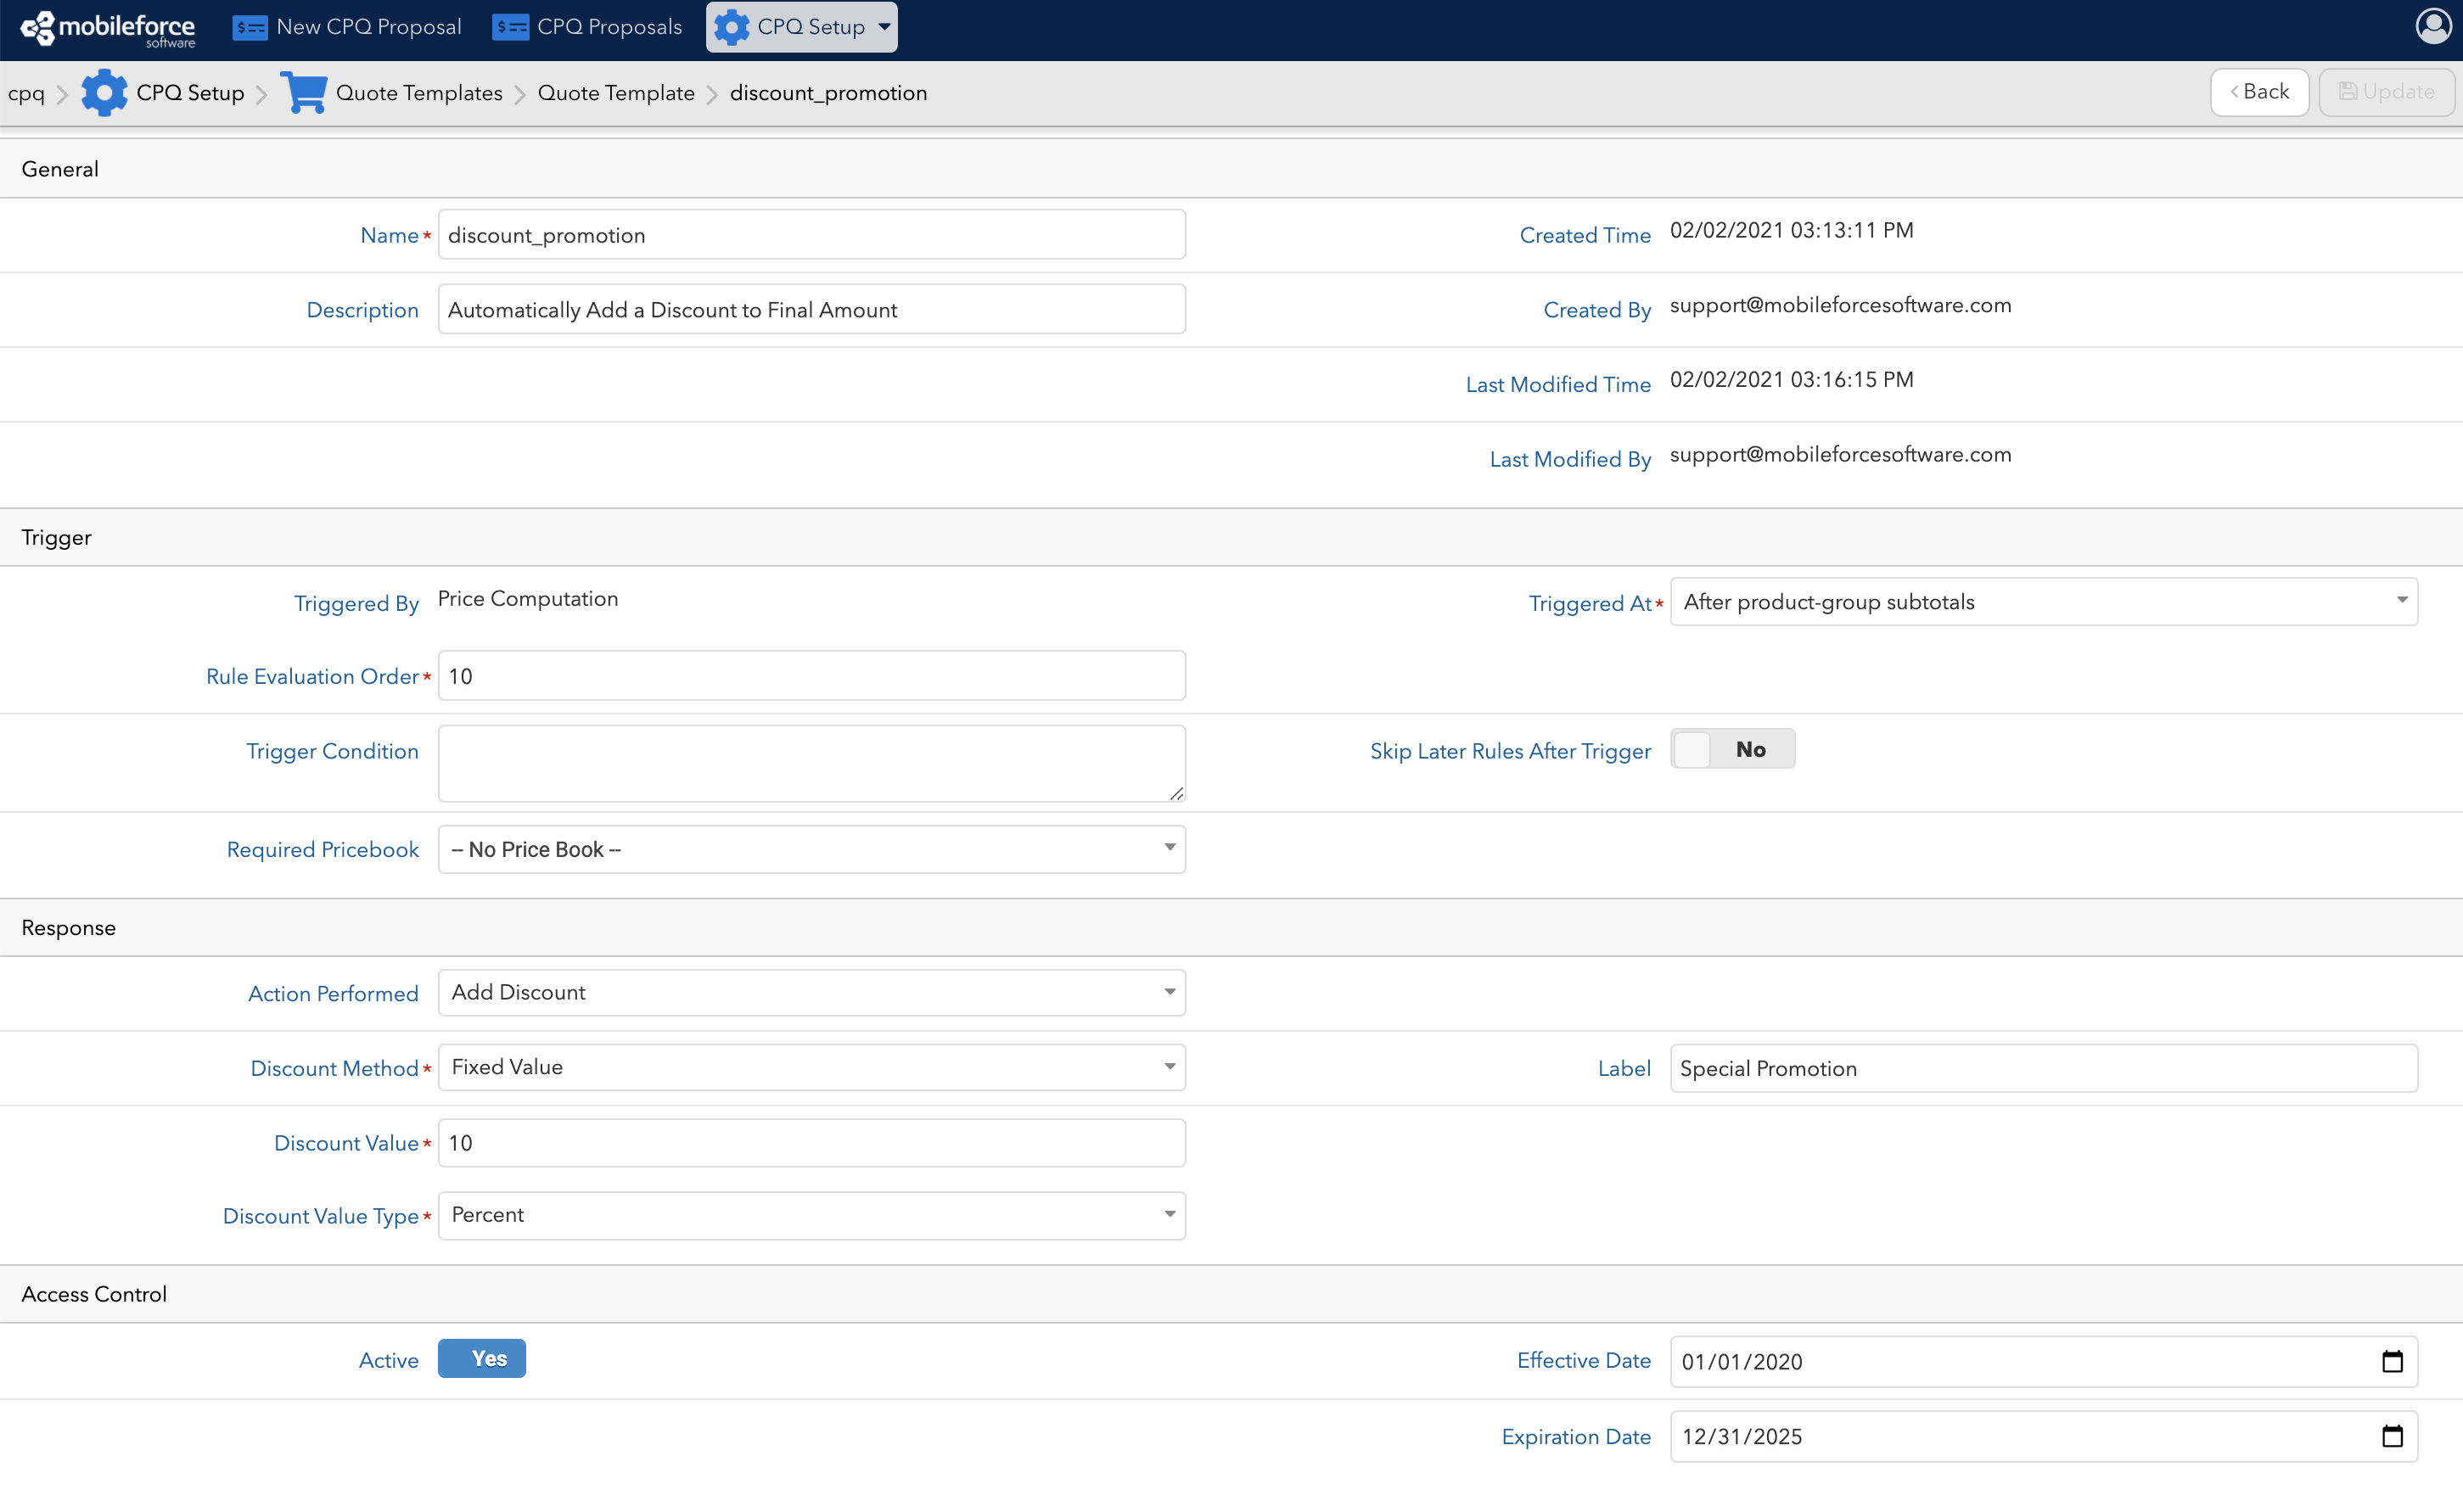 mobileforce software New CPQ Proposal CPQ Proposals CPQ Setup
cpq CPQ Setup Quote Templates Quote Template discount_promotion Back Update
General
Name* discount_promotion Created Time 02/02/2021 03:13:11 PM
Description Automatically Add a Discount to Final Amount Created By support@mobileforcesoftware.com
Last Modified Time 02/02/2021 03:16:15 PM
Last Modified By support@mobileforcesoftware.com
Trigger
Triggered By Price Computation Triggered At* After product-group subtotals
Rule Evaluation Order* 10
Trigger Condition Skip Later Rules After Trigger No
Required Pricebook -- No Price Book --
Response
Action Performed Add Discount
Discount Method* Fixed Value Label Special Promotion
Discount Value* 10
Discount Value Type* Percent
Access Control
Active Yes Effective Date 01/01/2020
Expiration Date 12/31/2025